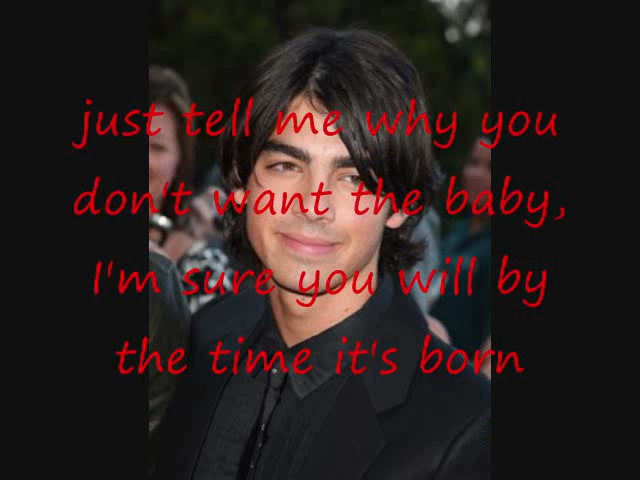 just tell me why you
don't want the baby,
I'm sure you will by
the time it's born